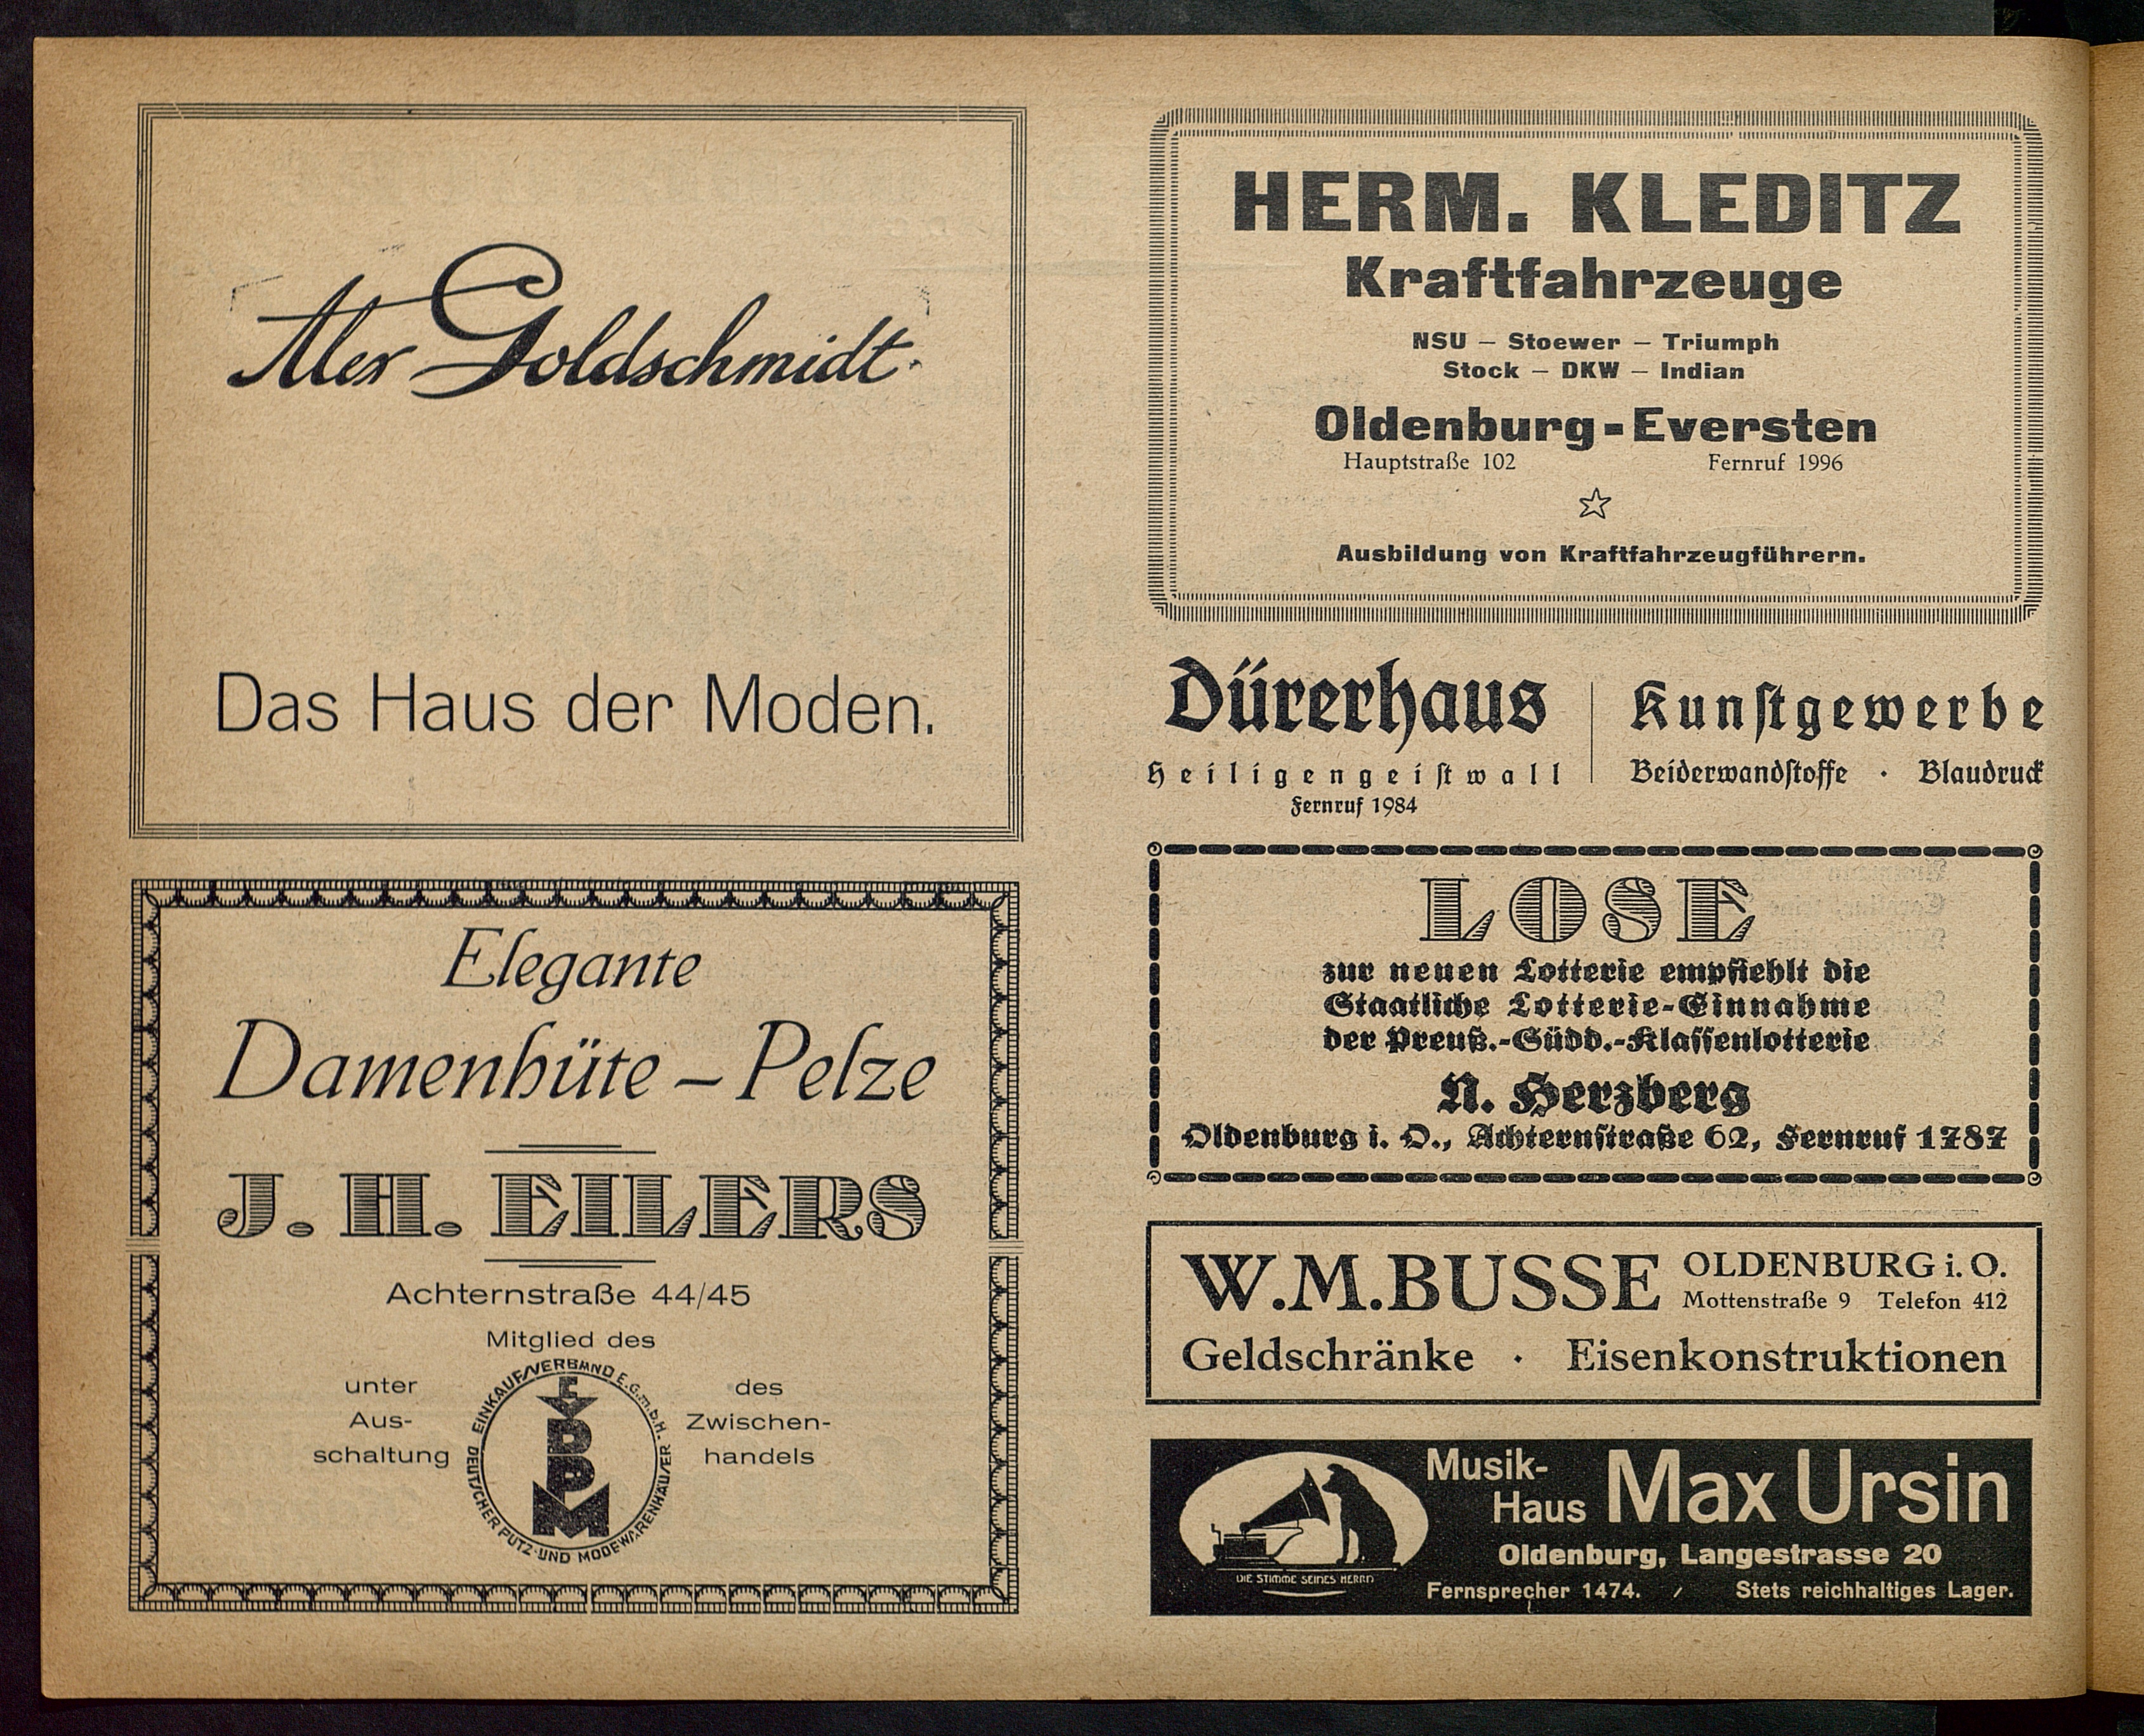 Alex Goldschmidt.
Das Haus der Moden.
Elegante
Damenhüte – Pelze
J. H. EILERS
Achternstraße 44/45
Mitglied des
unter
Aus-
schaltung
EINKAUFSVERBAND E.G.m.b.H.
DEUTSCHER PUTZ- UND MODEWARENHÄUSER
E
V
D
P
M
des
Zwischen-
handels
HERM. KLEDITZ
Kraftfahrzeuge
NSU – Stoewer – Triumph
Stock – DKW – Indian
Oldenburg-Eversten
Hauptstraße 102 Fernruf 1996
Ausbildung von Kraftfahrzeugführern.
Dürerhaus
Heiligengeistwall
Fernruf 1984
Kunstgewerbe
Beiderwandstoffe · Blaudruck
LOSE
zur neuen Lotterie empfiehlt die
Staatliche Lotterie-Einnahme
der Preuß.-Südd.-Klassenlotterie
N. Herzberg
Oldenburg i. O., Achternstraße 62, Fernruf 1787
W.M.BUSSE OLDENBURG i. O.
Mottenstraße 9 Telefon 412
Geldschränke · Eisenkonstruktionen
Musik-
Haus Max Ursin
Oldenburg, Langestrasse 20
DIE STIMME SEINES HERRN
Fernsprecher 1474. / Stets reichhaltiges Lager.